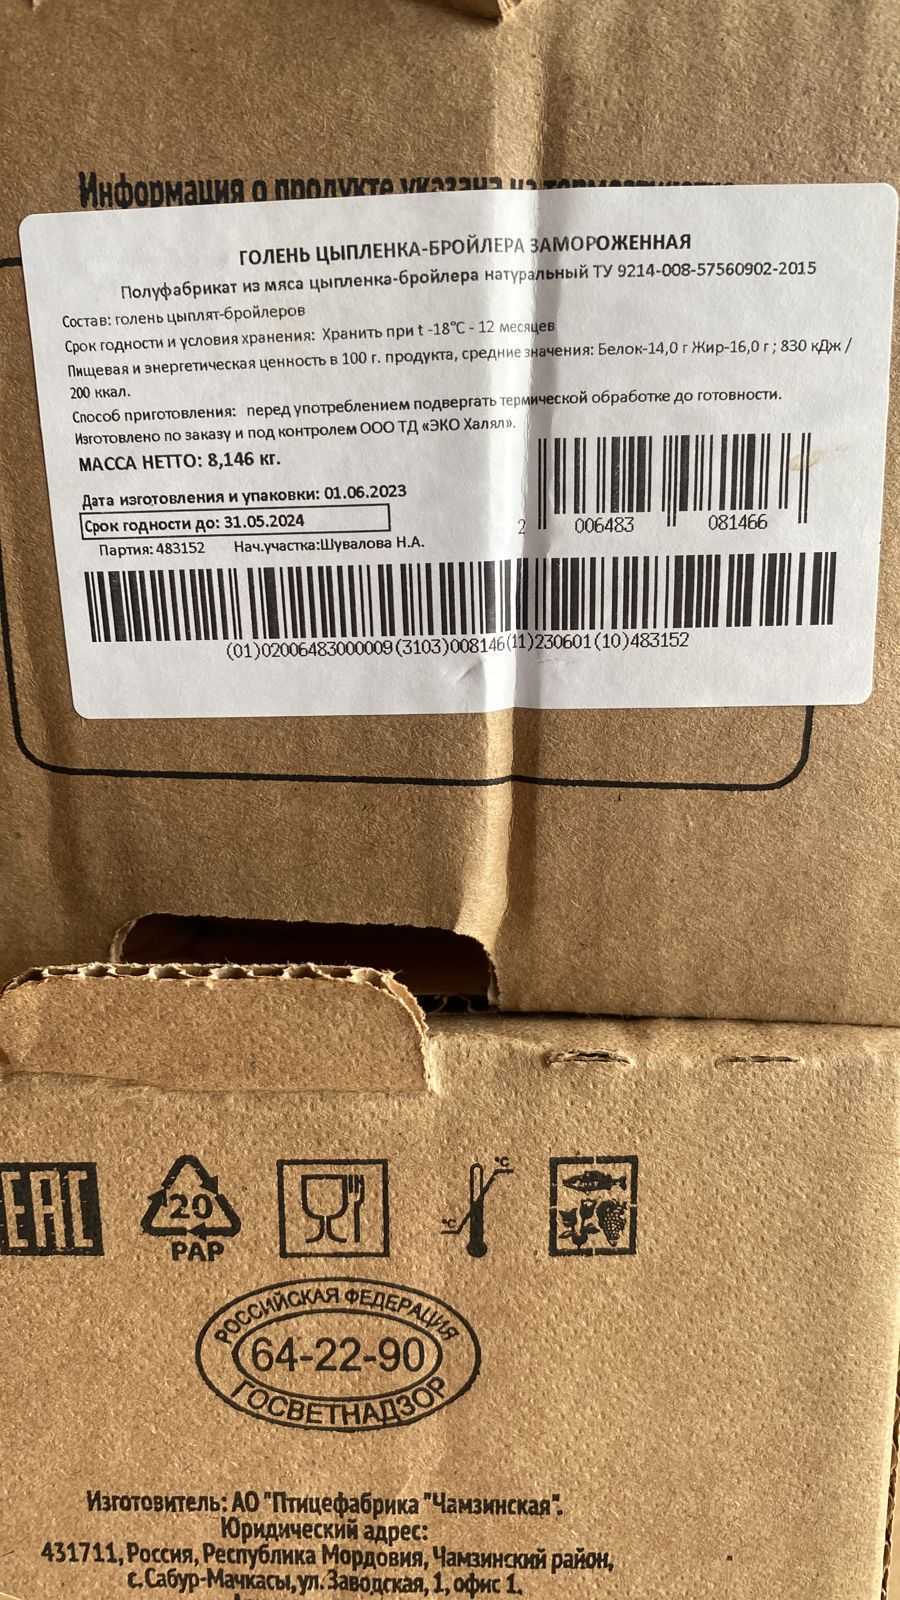 Информация о продукте указана на термоэтикетке
ГОЛЕНЬ ЦЫПЛЕНКА-БРОЙЛЕРА ЗАМОРОЖЕННАЯ
Полуфабрикат из мяса цыпленка-бройлера натуральный ТУ 9214-008-57560902-2015
Состав: голень цыплят-бройлеров
Срок годности и условия хранения: Хранить при t -18°С - 12 месяцев
Пищевая и энергетическая ценность в 100 г. продукта, средние значения: Белок-14,0 г Жир-16,0 г ; 830 кДж /
200 ккал.
Способ приготовления: перед употреблением подвергать термической обработке до готовности.
Изготовлено по заказу и под контролем ООО ТД «ЭКО Халял».
МАССА НЕТТО: 8,146 кг.
Дата изготовления и упаковки: 01.06.2023
Срок годности до: 31.05.2024
2 006483 081466
Партия: 483152 Нач.участка:Шувалова Н.А.
(01)02006483000009(3103)008146(11)230601(10)483152
EAC
20
PAP
°C
°C
РОССИЙСКАЯ ФЕДЕРАЦИЯ
64-22-90
ГОСВЕТНАДЗОР
Изготовитель: АО "Птицефабрика "Чамзинская".
Юридический адрес:
431711, Россия, Республика Мордовия, Чамзинский район,
с. Сабур-Мачкасы, ул. Заводская, 1, офис 1.